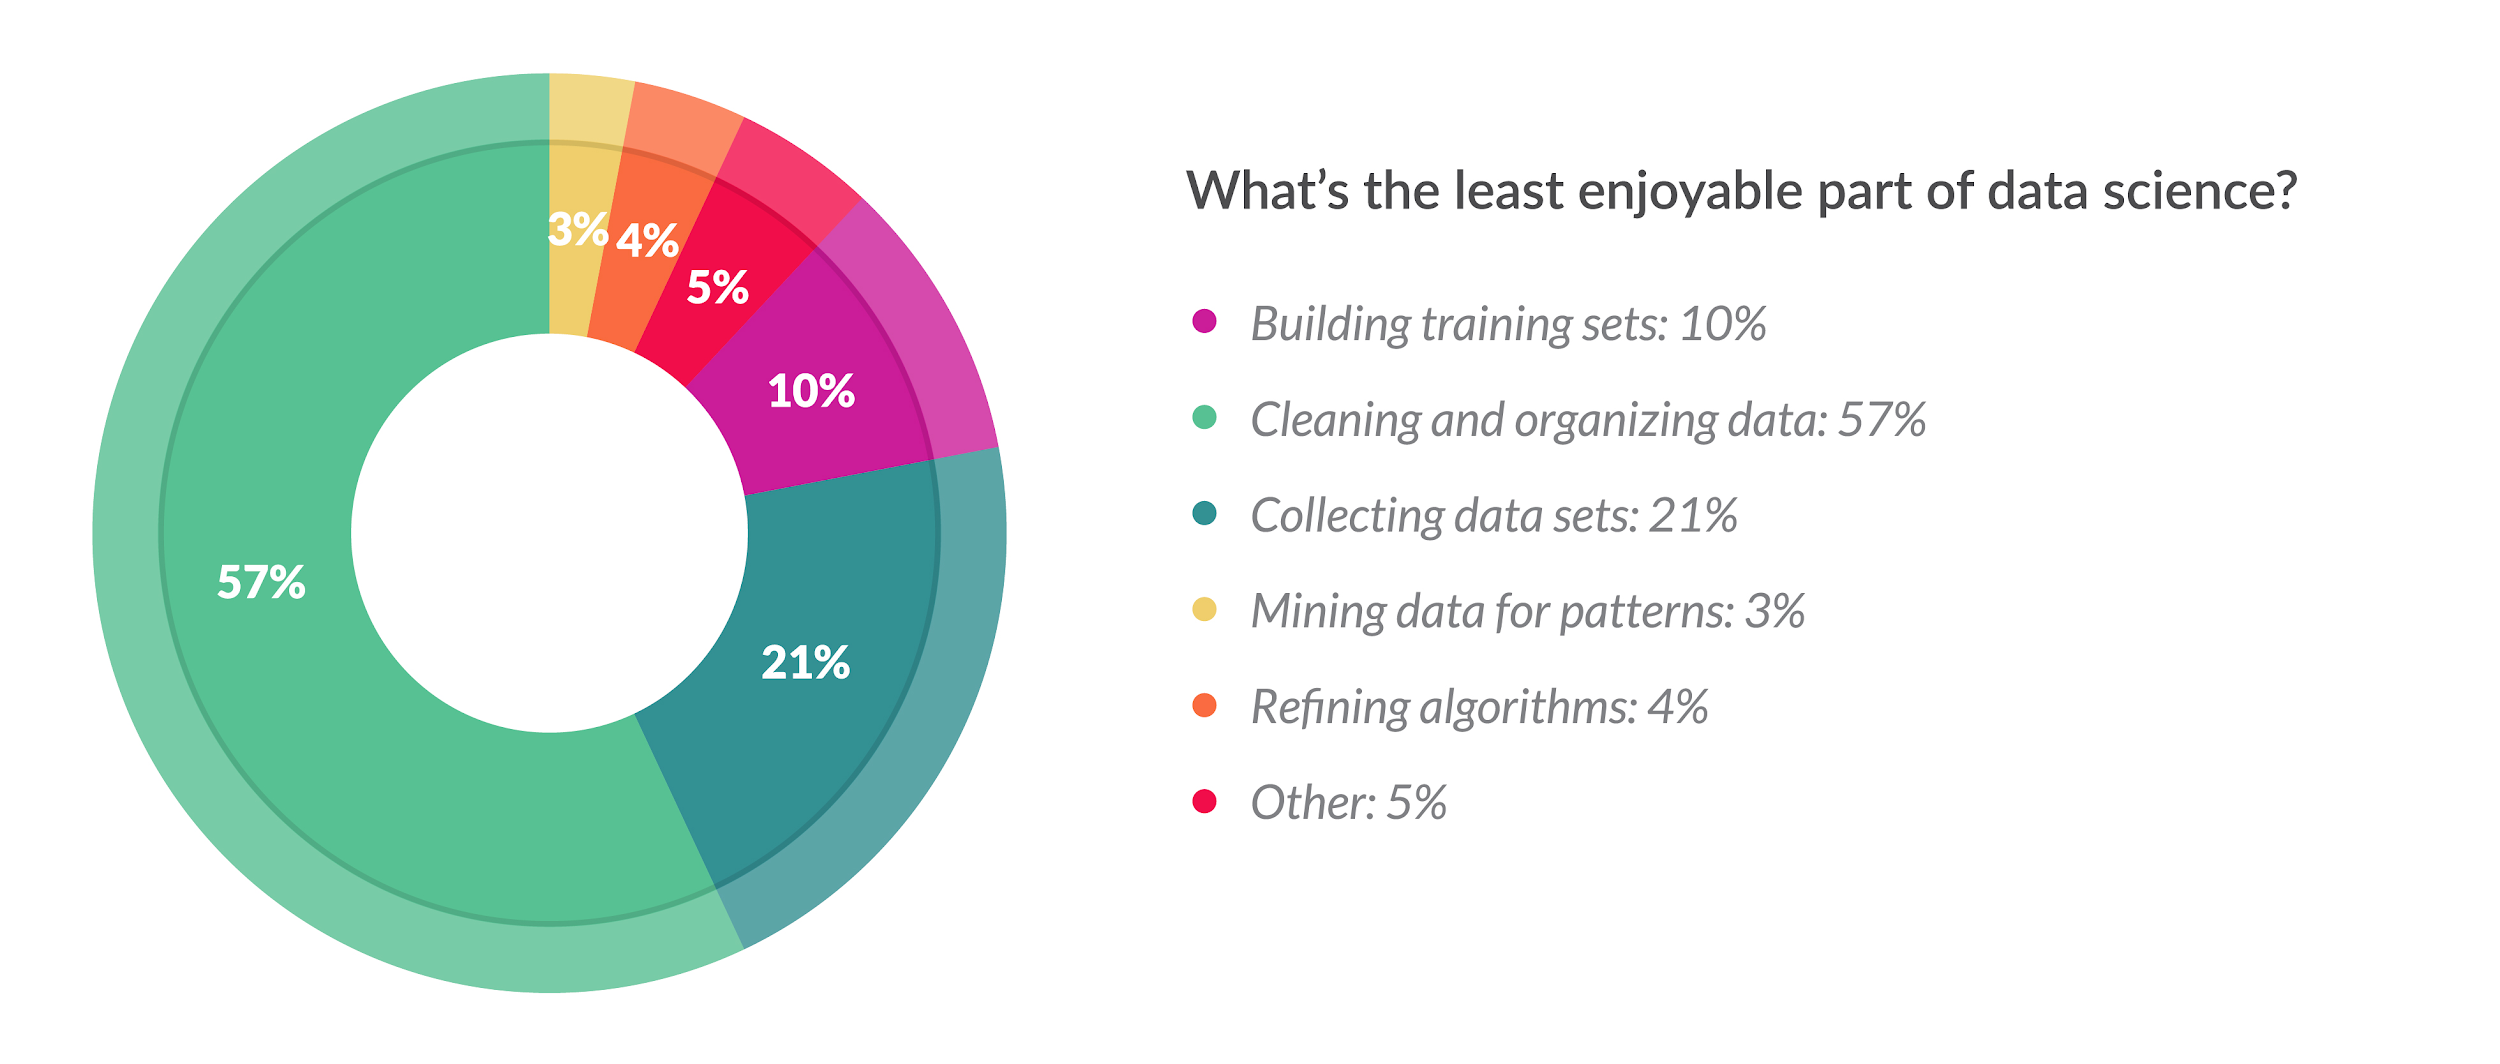 3%
4%
5%
10%
21%
57%
What's the least enjoyable part of data science?
Building training sets: 10%
Cleaning and organizing data: 57%
Collecting data sets: 21%
Mining data for patterns: 3%
Refining algorithms: 4%
Other: 5%